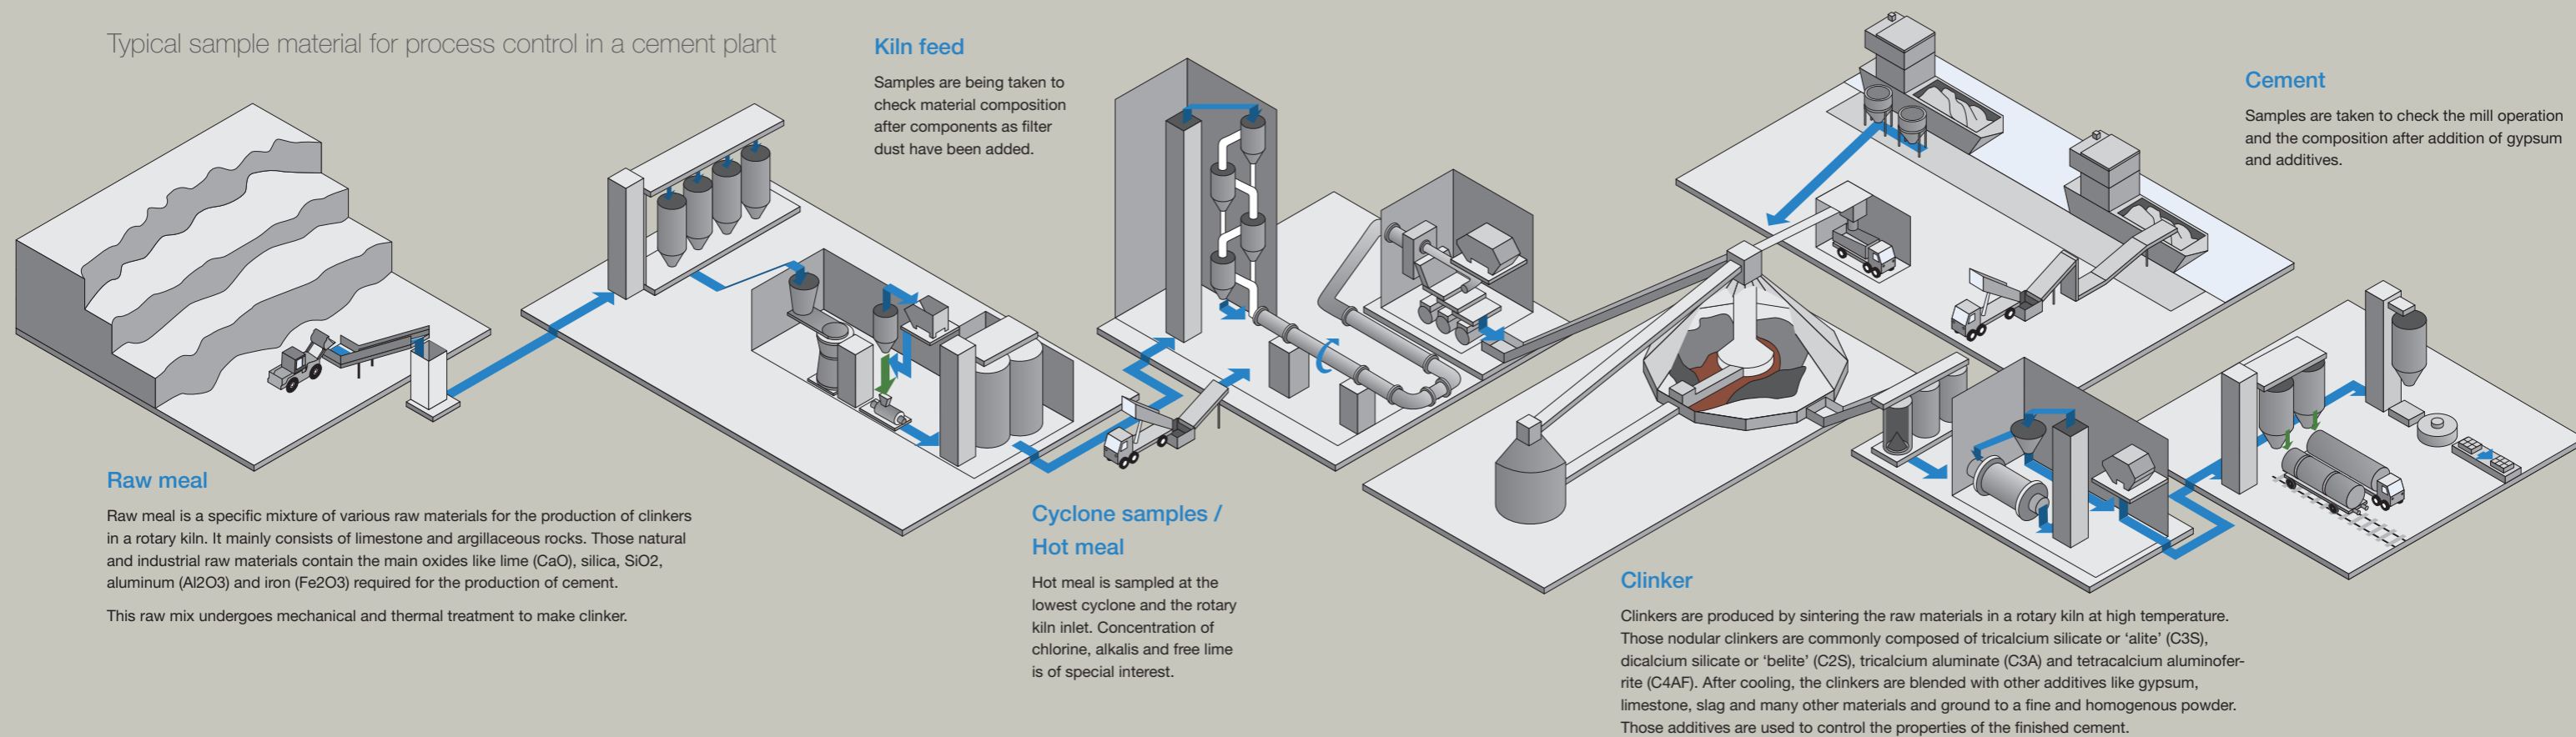 Typical sample material for process control in a cement plant
Kiln feed
Samples are being taken to
check material composition
after components as filter
dust have been added.
Cement
Samples are taken to check the mill operation
and the composition after addition of gypsum
and additives.
Raw meal
Raw meal is a specific mixture of various raw materials for the production of clinkers
in a rotary kiln. It mainly consists of limestone and argillaceous rocks. Those natural
and industrial raw materials contain the main oxides like lime (CaO), silica, SiO2,
aluminum (Al2O3) and iron (Fe2O3) required for the production of cement.
This raw mix undergoes mechanical and thermal treatment to make clinker.
Cyclone samples /
Hot meal
Hot meal is sampled at the
lowest cyclone and the rotary
kiln inlet. Concentration of
chlorine, alkalis and free lime
is of special interest.
Clinker
Clinkers are produced by sintering the raw materials in a rotary kiln at high temperature.
Those nodular clinkers are commonly composed of tricalcium silicate or ‘alite’ (C3S),
dicalcium silicate or ‘belite’ (C2S), tricalcium aluminate (C3A) and tetracalcium aluminofer-
rite (C4AF). After cooling, the clinkers are blended with other additives like gypsum,
limestone, slag and many other materials and ground to a fine and homogenous powder.
Those additives are used to control the properties of the finished cement.